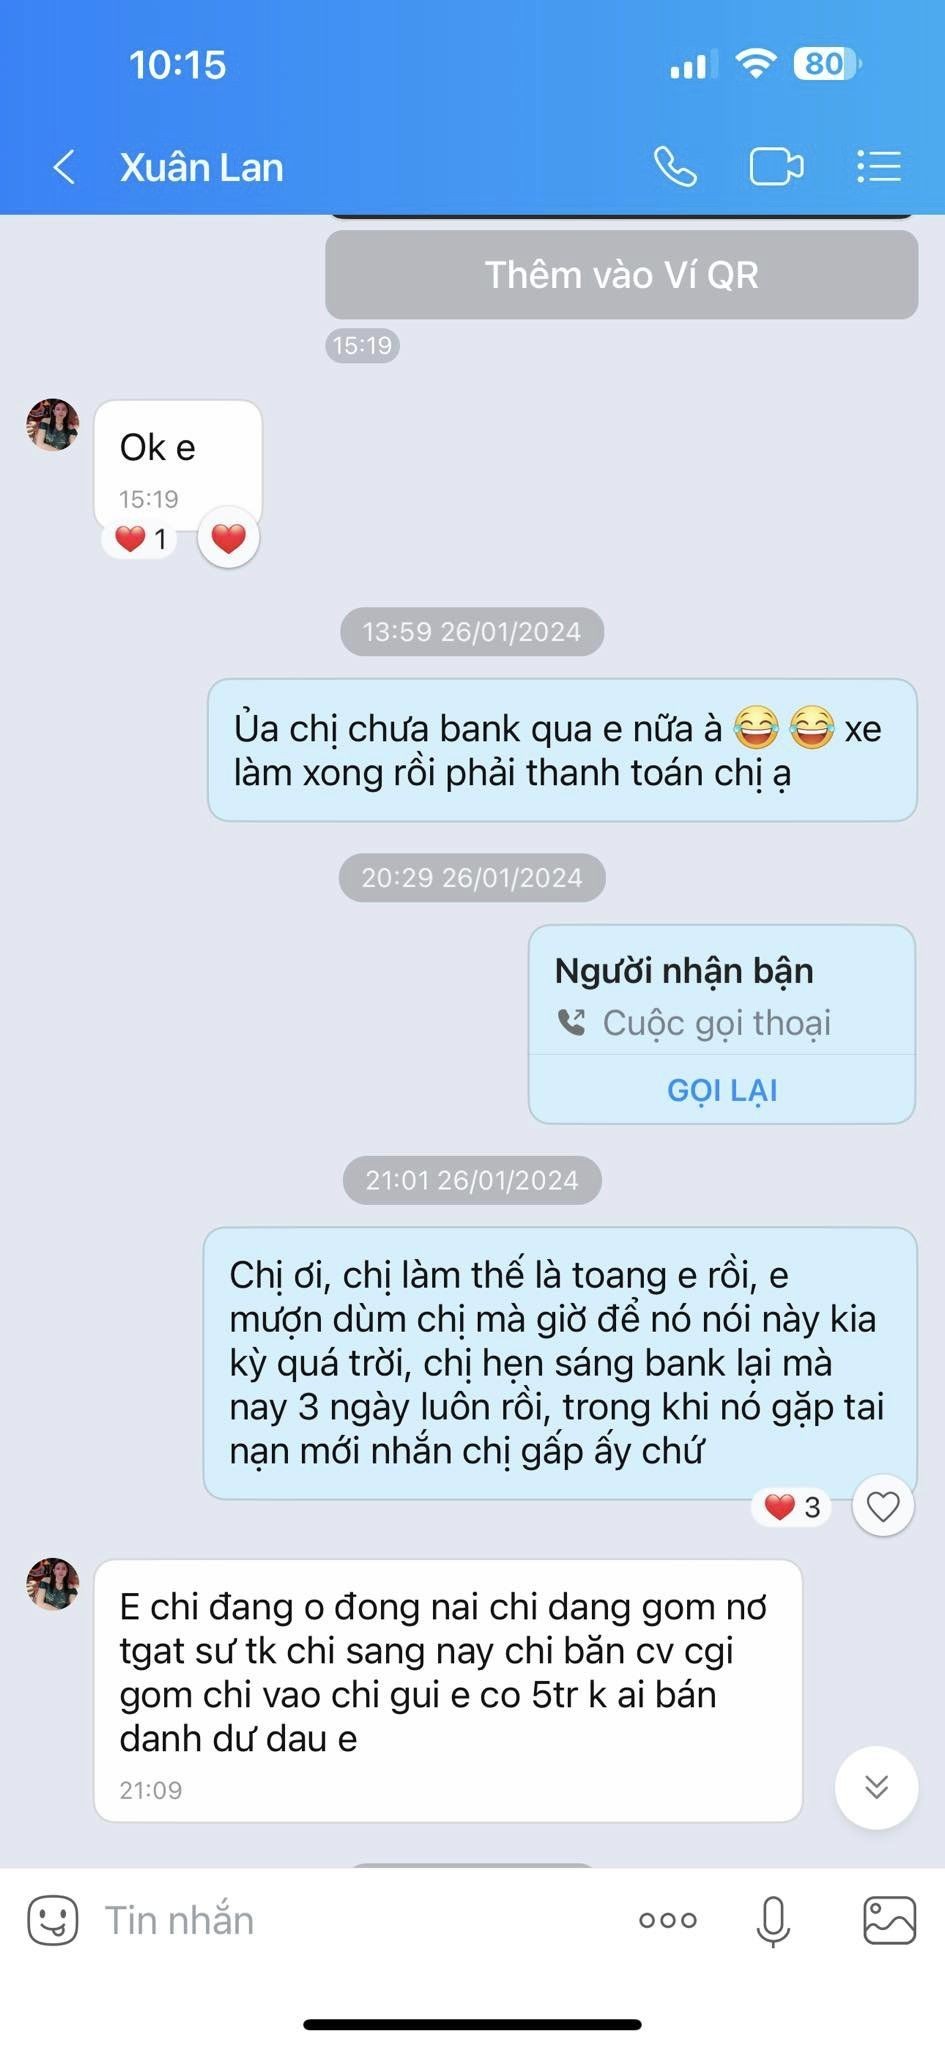 10:15
80
Xuân Lan
Thêm vào Ví QR
15:19
Ok e
15:19
❤️ 1 ❤️
13:59 26/01/2024
Ủa chị chưa bank qua e nữa à 😂 😂 xe
làm xong rồi phải thanh toán chị ạ
20:29 26/01/2024
Người nhận bận
Cuộc gọi thoại
GỌI LẠI
21:01 26/01/2024
Chị ơi, chị làm thế là toang e rồi, e
mượn dùm chị mà giờ để nó nói này kia
kỳ quá trời, chị hẹn sáng bank lại mà
nay 3 ngày luôn rồi, trong khi nó gặp tai
nạn mới nhắn chị gấp ấy chứ
❤️ 3
E chi đang o đong nai chi dang gom nơ
tgat sư tk chi sang nay chi băn cv cgi
gom chi vao chi gui e co 5tr k ai bán
danh dư dau e
21:09
Tin nhắn